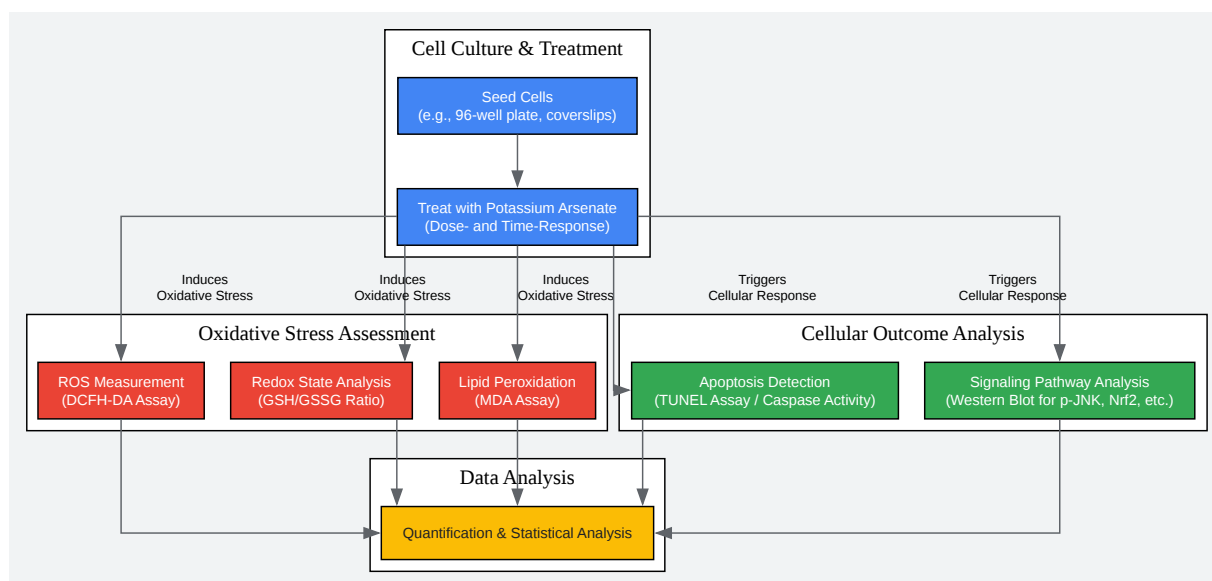 Cell Culture & Treatment
Seed Cells
(e.g., 96-well plate, coverslips)
Treat with Potassium Arsenate
(Dose- and Time-Response)
Induces
Oxidative Stress
Induces
Oxidative Stress
Induces
Oxidative Stress
Triggers
Cellular Response
Triggers
Cellular Response
Oxidative Stress Assessment
ROS Measurement
(DCFH-DA Assay)
Redox State Analysis
(GSH/GSSG Ratio)
Lipid Peroxidation
(MDA Assay)
Cellular Outcome Analysis
Apoptosis Detection
(TUNEL Assay / Caspase Activity)
Signaling Pathway Analysis
(Western Blot for p-JNK, Nrf2, etc.)
Data Analysis
Quantification & Statistical Analysis